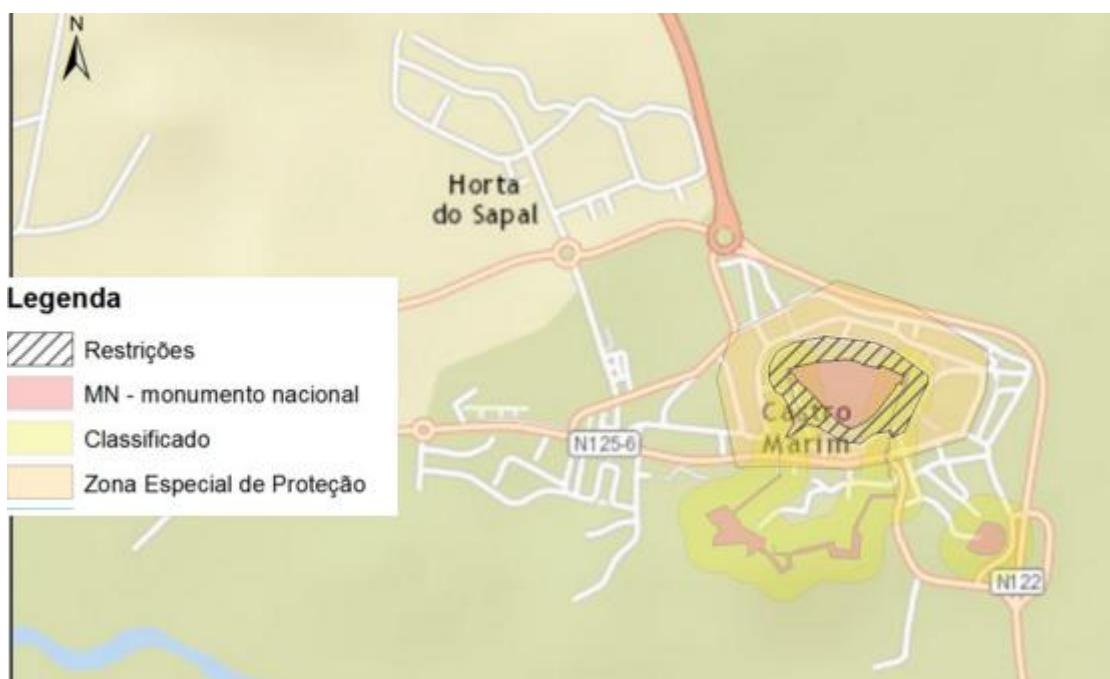 N
Horta
do Sapal
Legenda
Restrições
MN - monumento nacional
Classificado
Zona Especial de Proteção
Castro
Marim
N125-6
N122